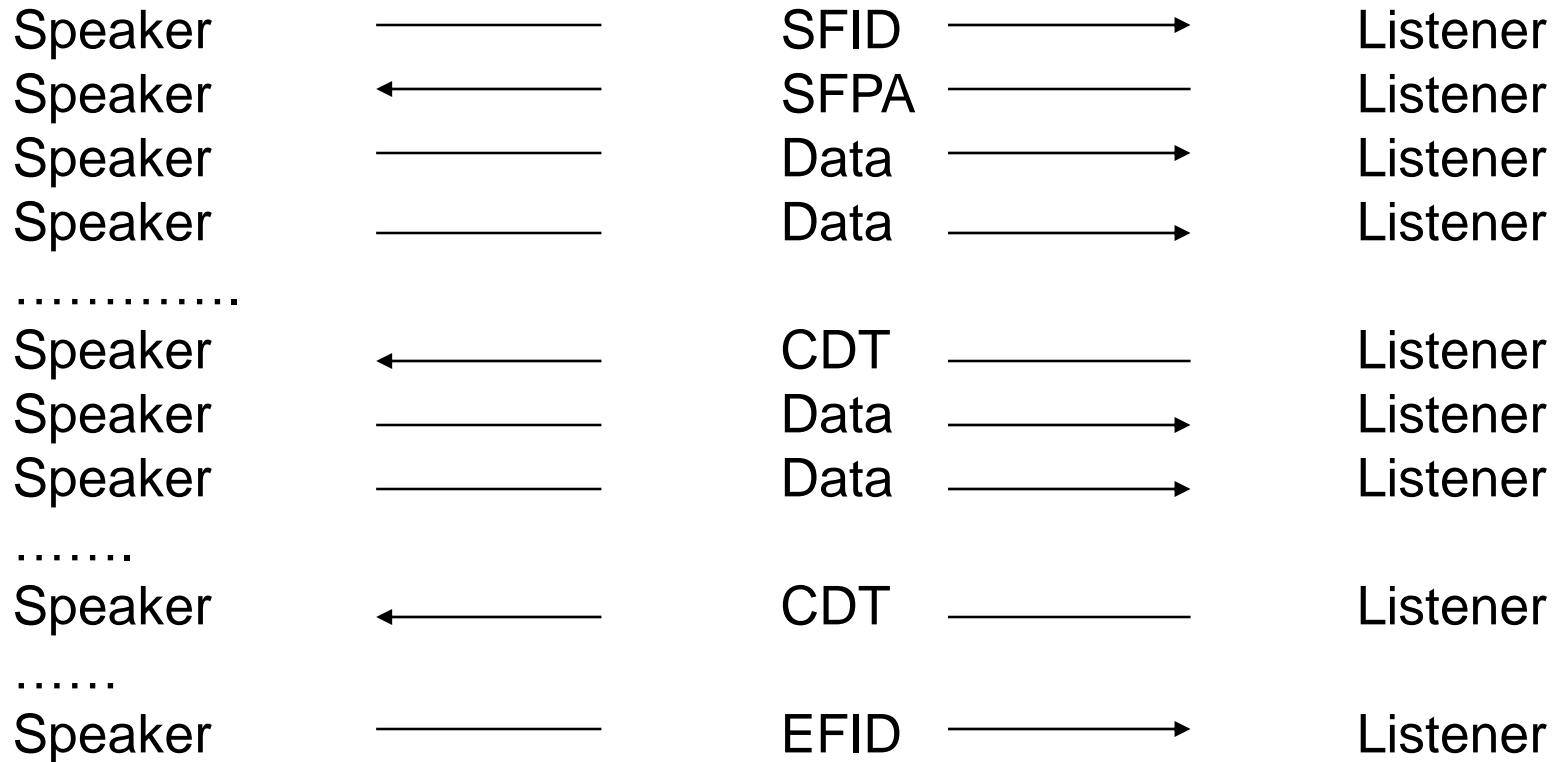 Speaker SFID Listener
Speaker SFPA Listener
Speaker Data Listener
Speaker Data Listener
………….
Speaker CDT Listener
Speaker Data Listener
Speaker Data Listener
…….
Speaker CDT Listener
……
Speaker EFID Listener